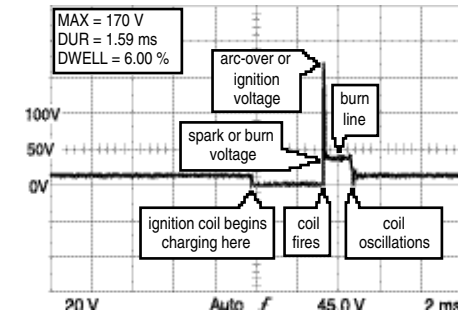 MAX = 170 V
DUR = 1.59 ms
DWELL = 6.00 %
arc-over or
ignition
voltage
burn
line
100V
spark or burn
voltage
50V
0V
ignition coil begins
charging here
coil
fires
coil
oscillations
20 V Auto 45.0 V 2 ms